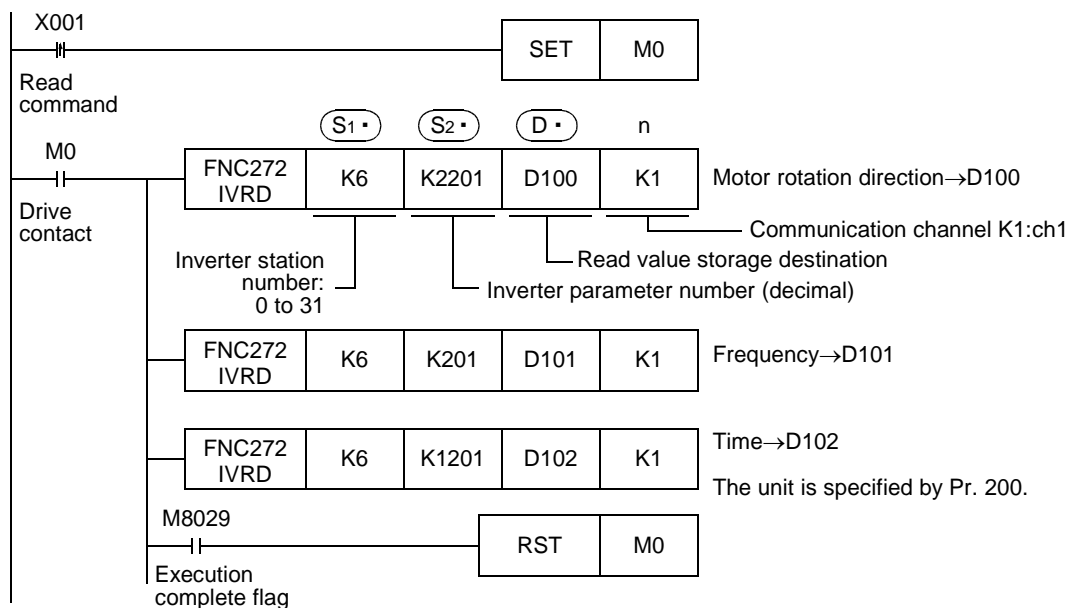 X001
SET M0
Read
command
S1・ S2・ D・ n
M0
FNC272
IVRD K6 K2201 D100 K1 Motor rotation direction→D100
Drive
contact
Communication channel K1:ch1
Read value storage destination
Inverter station
number:
0 to 31
Inverter parameter number (decimal)
FNC272
IVRD K6 K201 D101 K1 Frequency→D101
FNC272
IVRD K6 K1201 D102 K1 Time→D102
The unit is specified by Pr. 200.
M8029
RST M0
Execution
complete flag